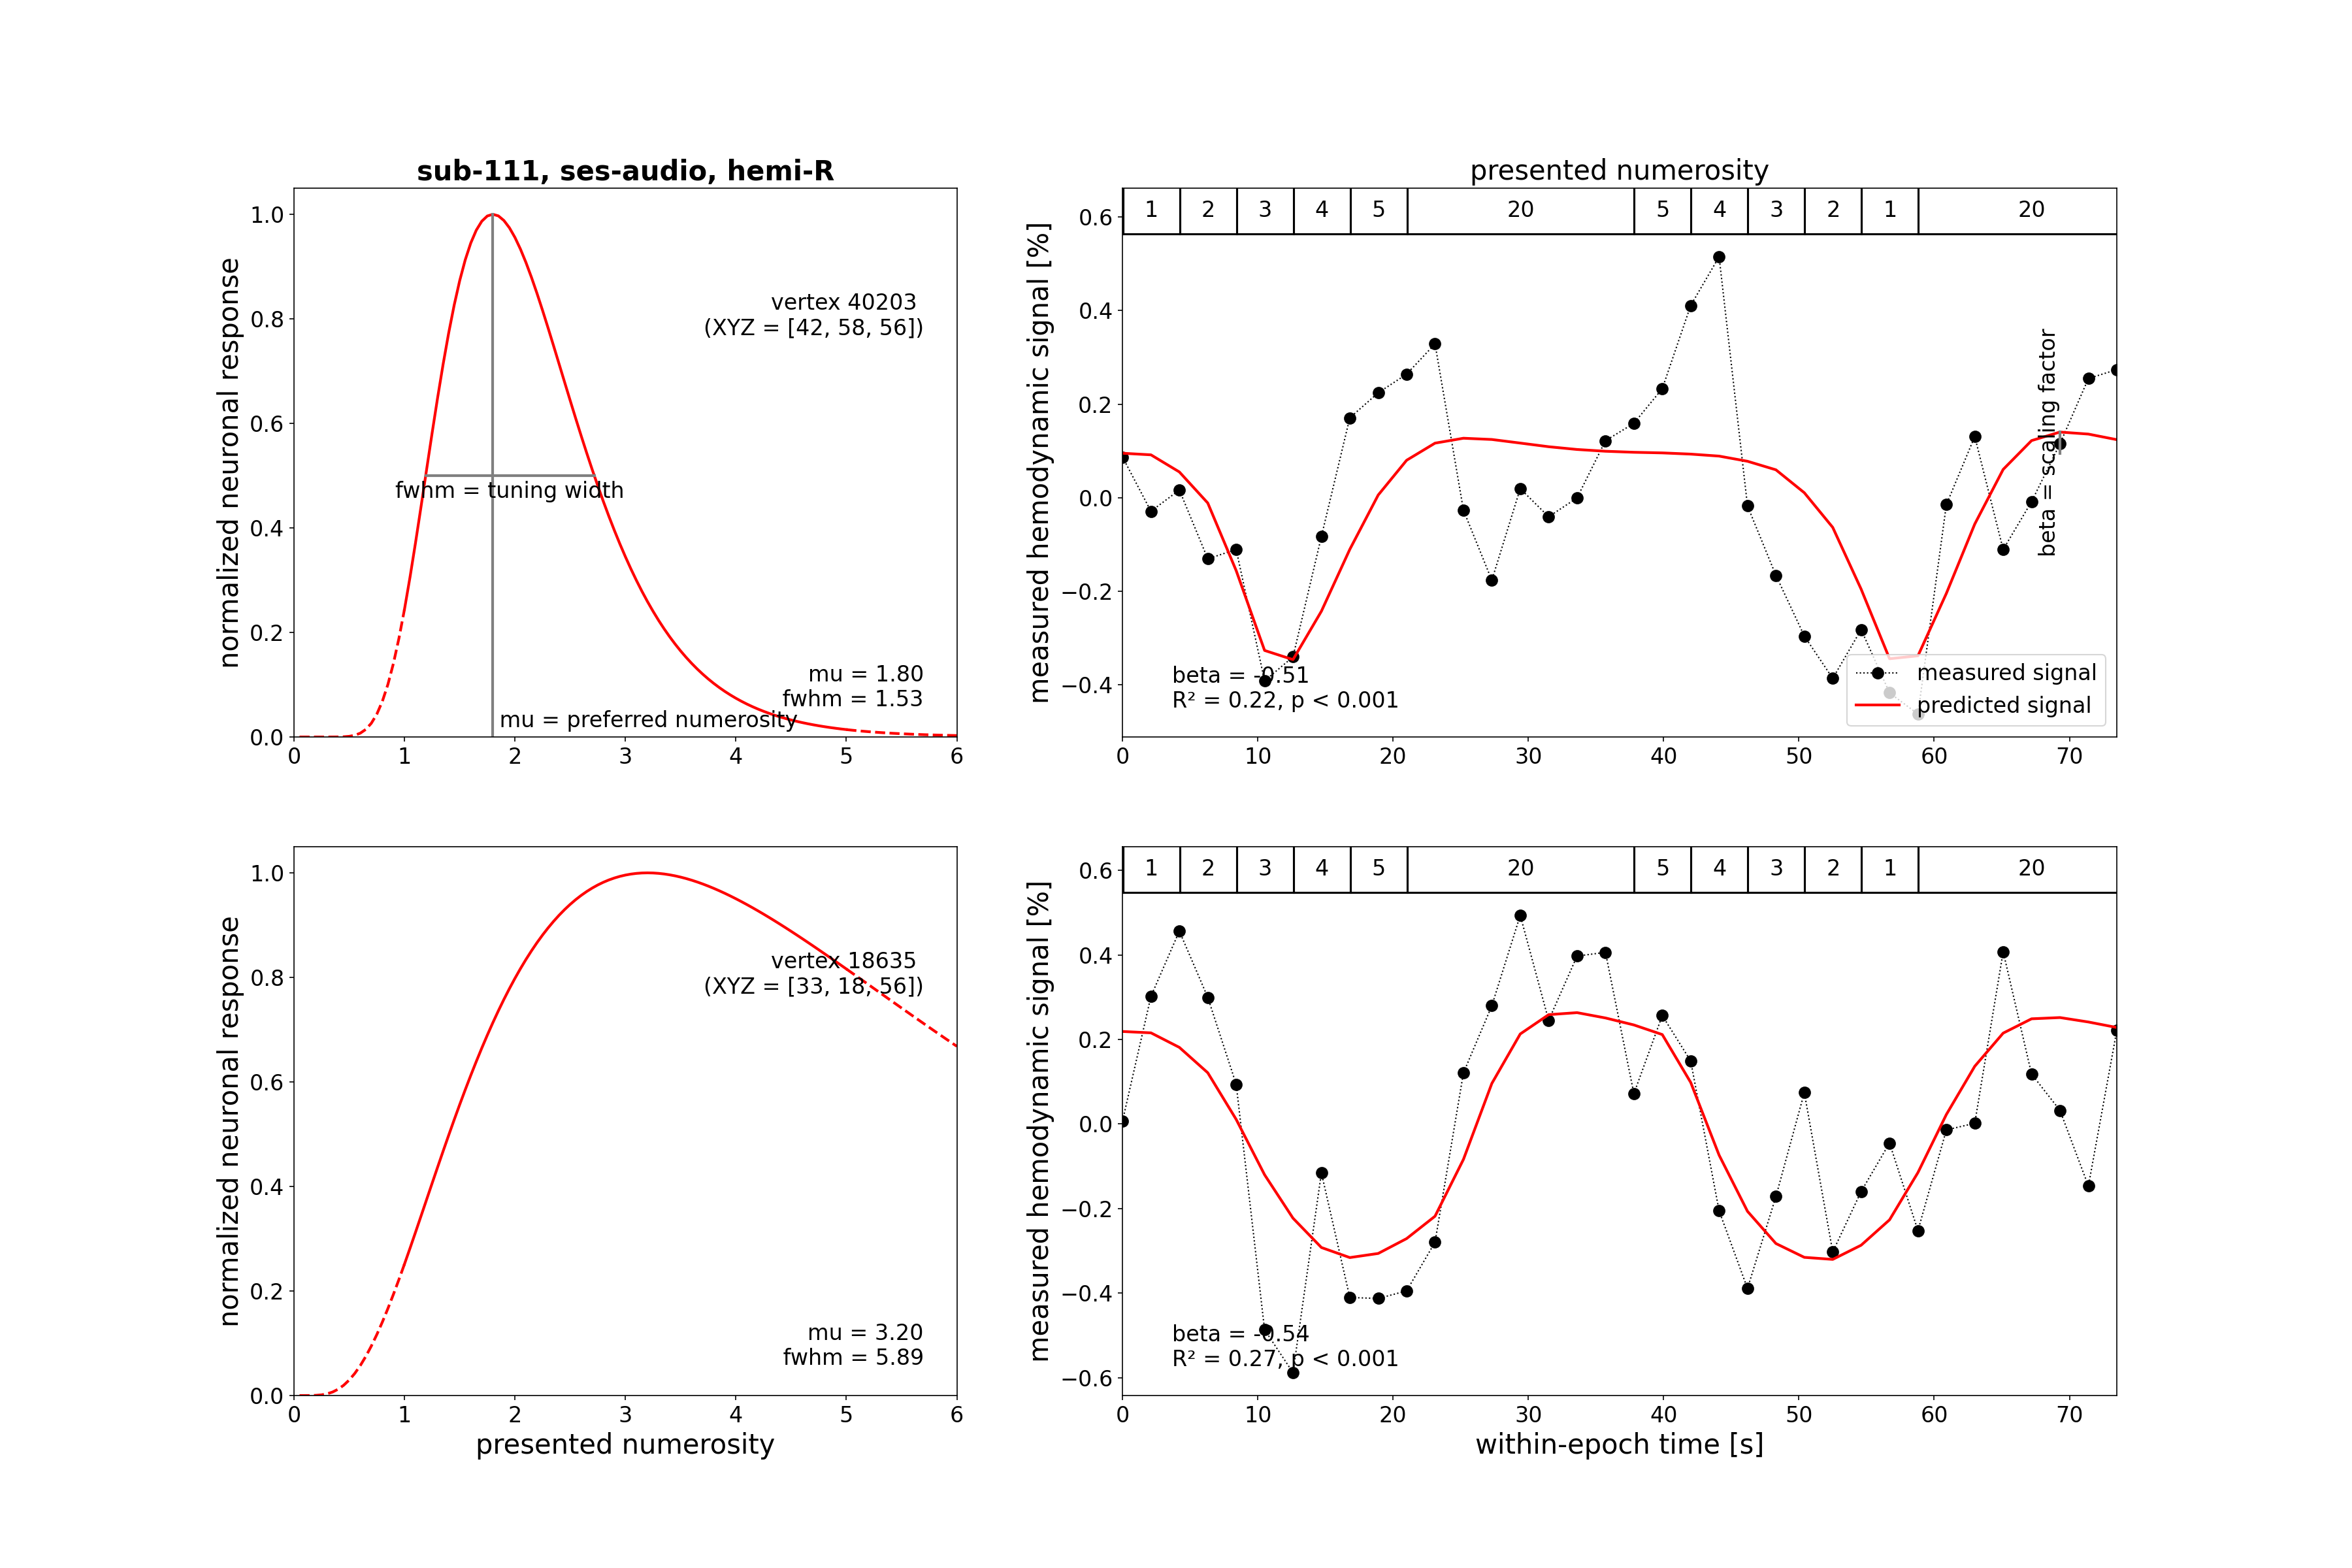 sub-111, ses-audio, hemi-R
normalized neuronal response
1.0
0.8
0.6
0.4
0.2
0.0
vertex 40203
(XYZ = [42, 58, 56])
fwhm = tuning width
mu = 1.80
fwhm = 1.53
mu = preferred numerosity
0 1 2 3 4 5 6
presented numerosity
measured hemodynamic signal [%]
1 2 3 4 5 20 5 4 3 2 1 20
0.6
0.4
0.2
0.0
−0.2
−0.4
beta = scaling factor
beta = -0.51
R² = 0.22, p < 0.001
measured signal
predicted signal
0 10 20 30 40 50 60 70
normalized neuronal response
1.0
0.8
0.6
0.4
0.2
0.0
vertex 18635
(XYZ = [33, 18, 56])
mu = 3.20
fwhm = 5.89
0 1 2 3 4 5 6
presented numerosity
measured hemodynamic signal [%]
1 2 3 4 5 20 5 4 3 2 1 20
0.6
0.4
0.2
0.0
−0.2
−0.4
−0.6
beta = -0.54
R² = 0.27, p < 0.001
0 10 20 30 40 50 60 70
within-epoch time [s]